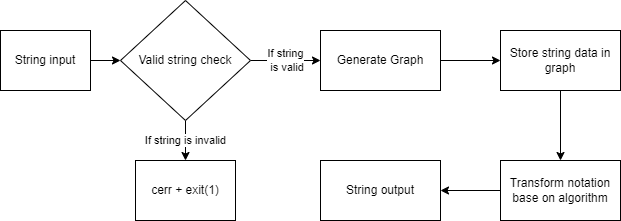 String input
Valid string check
If string
is valid
Generate Graph
Store string data in
graph
If string is invalid
cerr + exit(1)
String output
Transform notation
base on algorithm